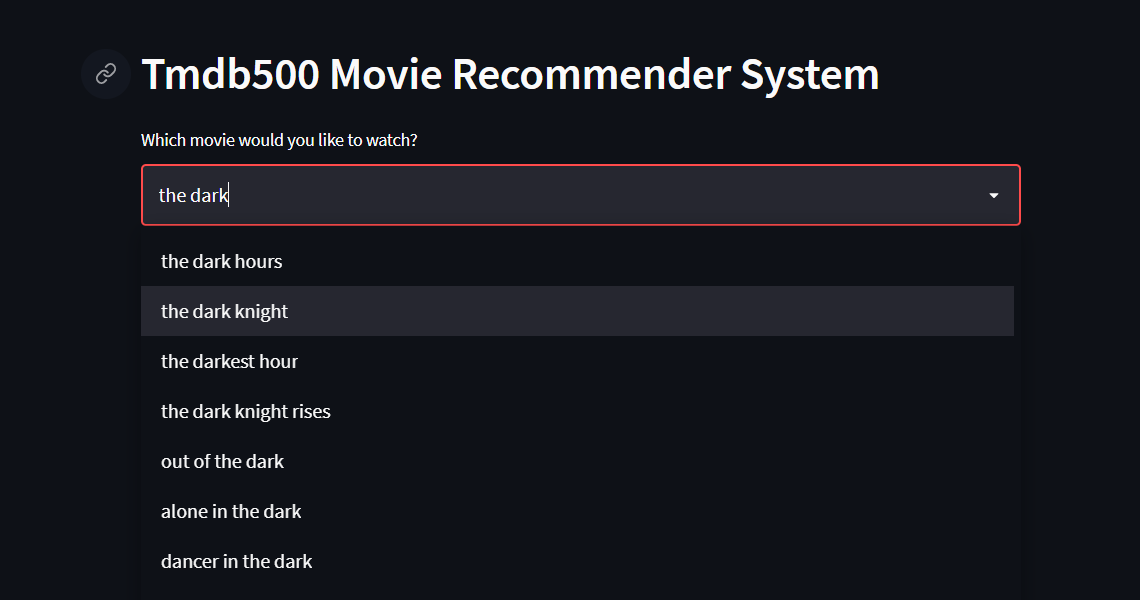 Tmdb500 Movie Recommender System
Which movie would you like to watch?
the dark
the dark hours
the dark knight
the darkest hour
the dark knight rises
out of the dark
alone in the dark
dancer in the dark